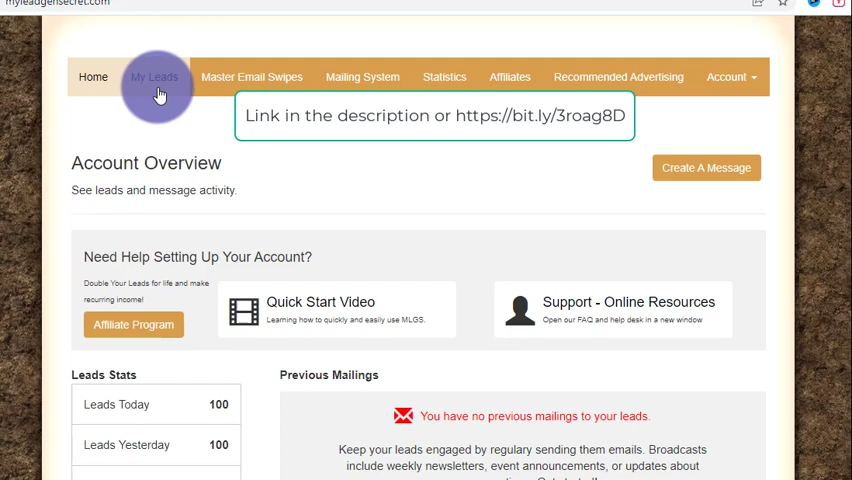 myleadgensecret.com
Home My Leads Master Email Swipes Mailing System Statistics Affiliates Recommended Advertising Account
Link in the description or https://bit.ly/3roag8D
Account Overview
Create A Message
See leads and message activity.
Need Help Setting Up Your Account?
Double Your Leads for life and make
recurring income!
Affiliate Program
Quick Start Video
Learning how to quickly and easily use MLGS.
Support - Online Resources
Open our FAQ and help desk in a new window
Leads Stats
Leads Today 100
Leads Yesterday 100
Previous Mailings
You have no previous mailings to your leads.
Keep your leads engaged by regulary sending them emails. Broadcasts
include weekly newsletters, event announcements, or updates about